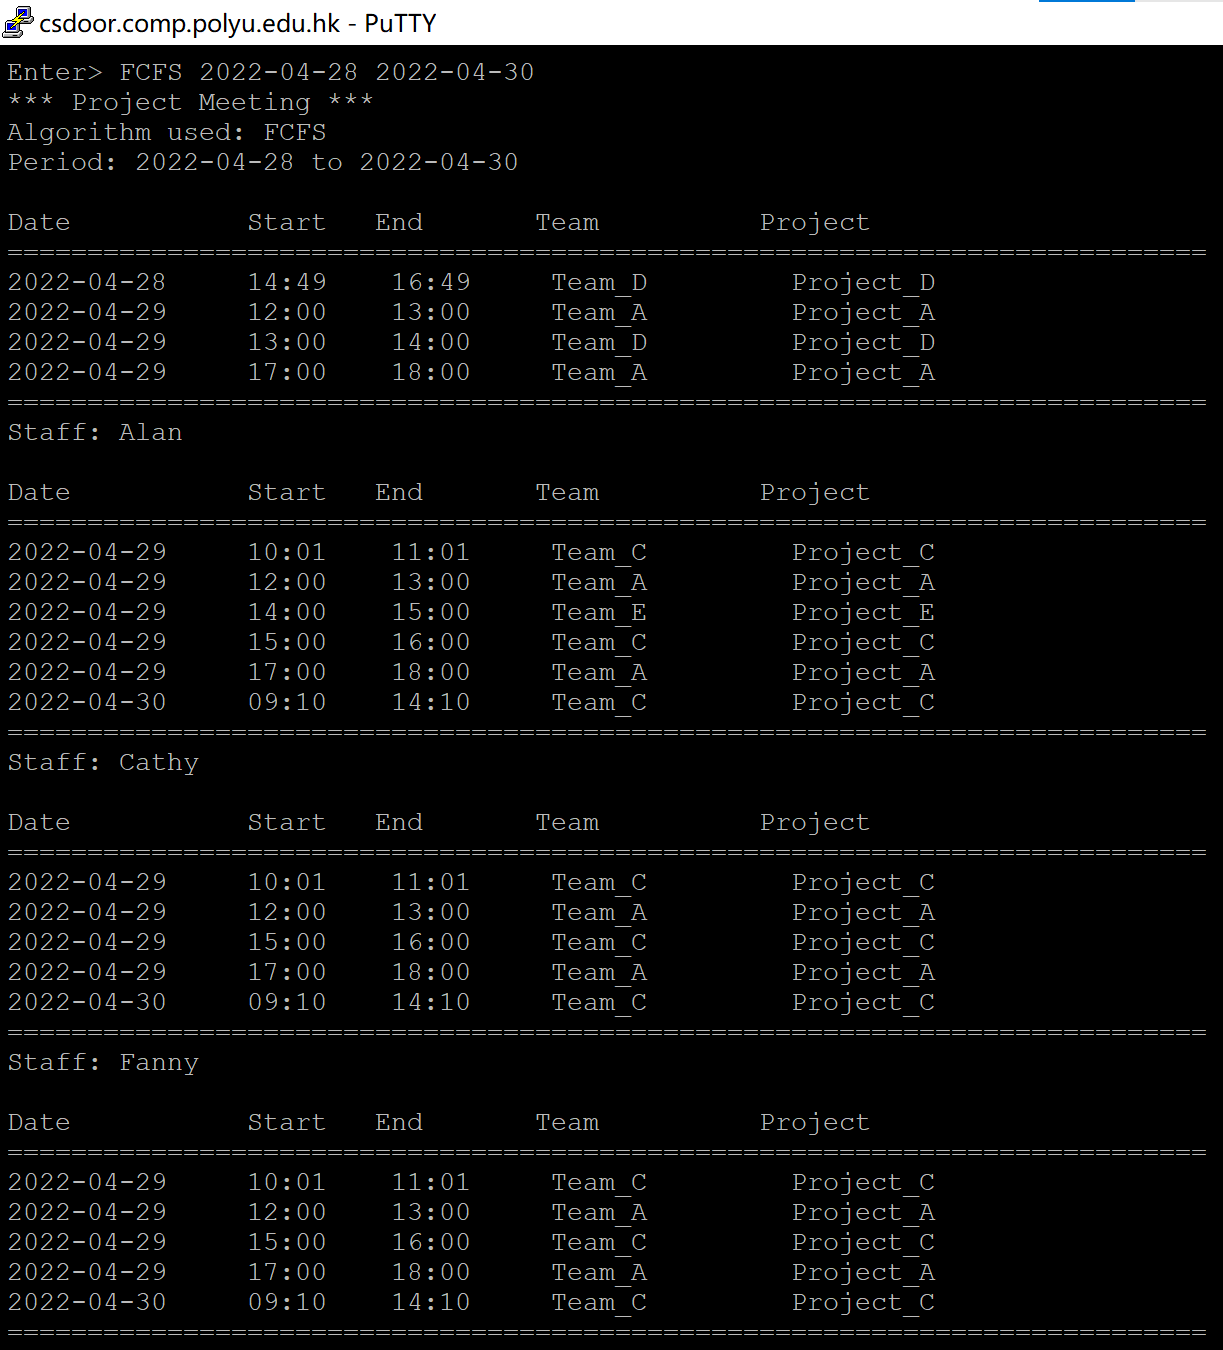 csdoor.comp.polyu.edu.hk - PuTTY
Enter> FCFS 2022-04-28 2022-04-30
*** Project Meeting ***
Algorithm used: FCFS
Period: 2022-04-28 to 2022-04-30
Date Start End Team Project
===========================================================================
2022-04-28 14:49 16:49 Team_D Project_D
2022-04-29 12:00 13:00 Team_A Project_A
2022-04-29 13:00 14:00 Team_D Project_D
2022-04-29 17:00 18:00 Team_A Project_A
===========================================================================
Staff: Alan
Date Start End Team Project
===========================================================================
2022-04-29 10:01 11:01 Team_C Project_C
2022-04-29 12:00 13:00 Team_A Project_A
2022-04-29 14:00 15:00 Team_E Project_E
2022-04-29 15:00 16:00 Team_C Project_C
2022-04-29 17:00 18:00 Team_A Project_A
2022-04-30 09:10 14:10 Team_C Project_C
===========================================================================
Staff: Cathy
Date Start End Team Project
===========================================================================
2022-04-29 10:01 11:01 Team_C Project_C
2022-04-29 12:00 13:00 Team_A Project_A
2022-04-29 15:00 16:00 Team_C Project_C
2022-04-29 17:00 18:00 Team_A Project_A
2022-04-30 09:10 14:10 Team_C Project_C
===========================================================================
Staff: Fanny
Date Start End Team Project
===========================================================================
2022-04-29 10:01 11:01 Team_C Project_C
2022-04-29 12:00 13:00 Team_A Project_A
2022-04-29 15:00 16:00 Team_C Project_C
2022-04-29 17:00 18:00 Team_A Project_A
2022-04-30 09:10 14:10 Team_C Project_C
===========================================================================